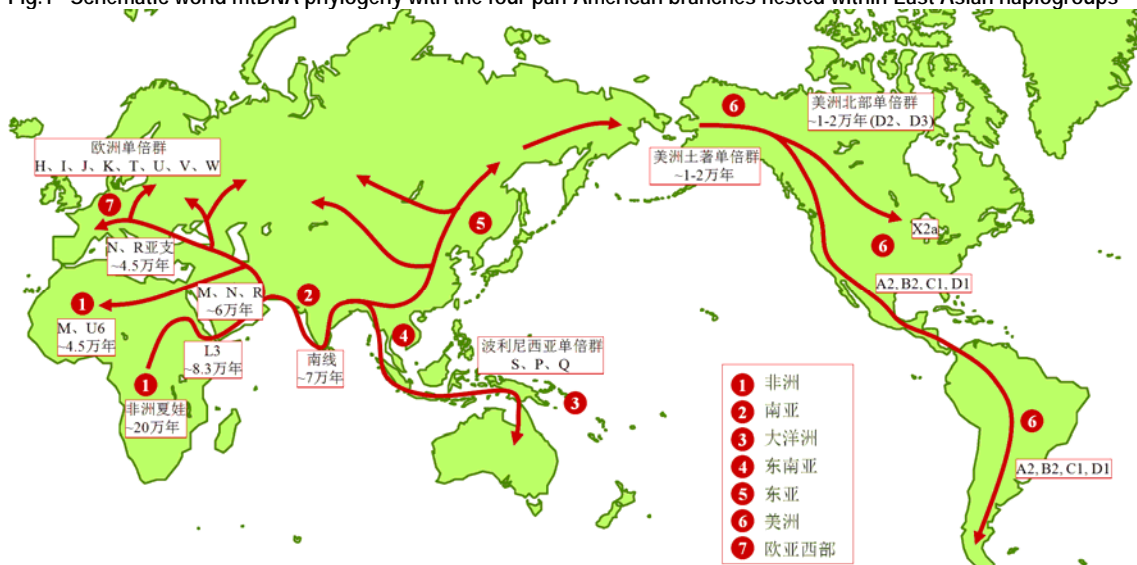 Fig.1 Schematic world mtDNA phylogeny with the four pan-American branches nested within East Asian haplogroups
6
美洲北部单倍群
~1-2万年(D2、D3)
欧洲单倍群
H、I、J、K、T、U、V、W
美洲土著单倍群
~1-2万年
7
5
X2a
N、R亚支
~4.5万年
6
M、N、R
~6万年
2
A2, B2, C1, D1
1
M、U6
~4.5万年
4
L3
~8.3万年
南线
~7万年
波利尼西亚单倍群
S、P、Q
1
3
非洲夏娃
~20万年
6
A2, B2, C1, D1
1 非洲
2 南亚
3 大洋洲
4 东南亚
5 东亚
6 美洲
7 欧亚西部